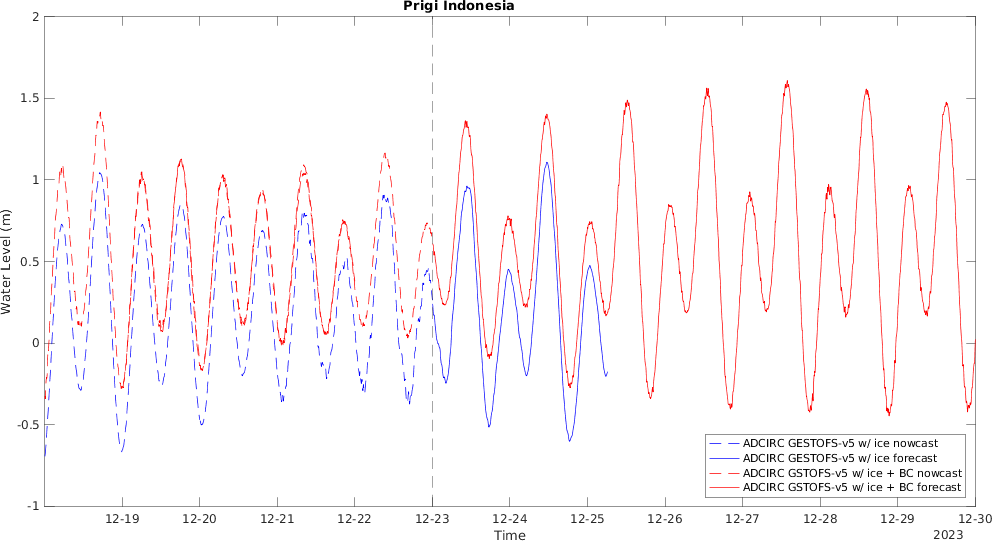 Prigi Indonesia
2
1.5
1
0.5
0
-0.5
-1
Water Level (m)
12-19 12-20 12-21 12-22 12-23 12-24 12-25 12-26 12-27 12-28 12-29 12-30
Time
2023
ADCIRC GESTOFS-v5 w/ ice nowcast
ADCIRC GESTOFS-v5 w/ ice forecast
ADCIRC GSTOFS-v5 w/ ice + BC nowcast
ADCIRC GSTOFS-v5 w/ ice + BC forecast